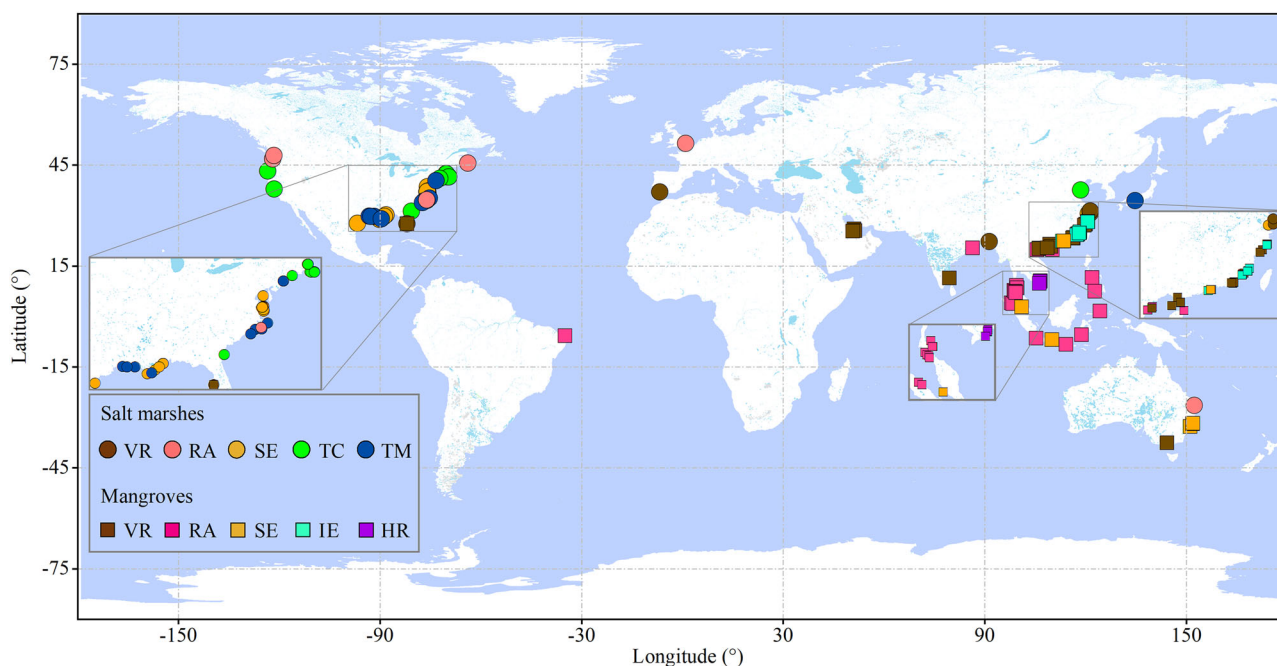 75
45
15
-15
-45
-75
Latitude (°)
Salt marshes
VR RA SE TC TM
Mangroves
VR RA SE IE HR
-150 -90 -30 30 90 150
Longitude (°)